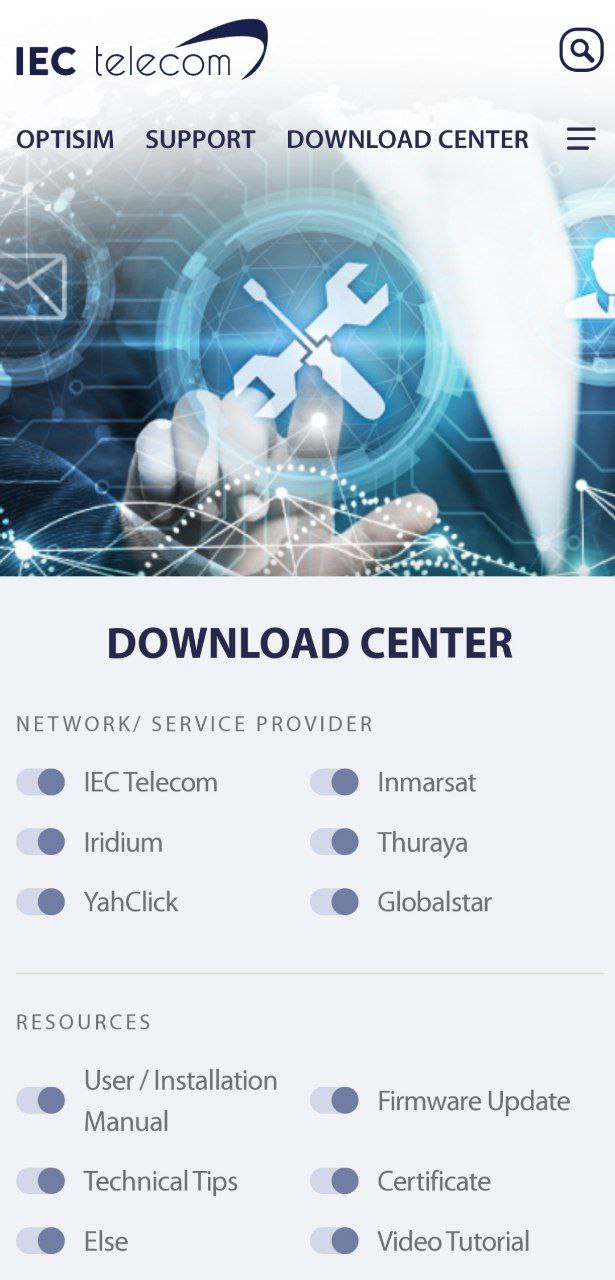 IEC telecom
OPTISIM SUPPORT DOWNLOAD CENTER
DOWNLOAD CENTER
NETWORK/ SERVICE PROVIDER
IEC Telecom Inmarsat
Iridium Thuraya
YahClick Globalstar
RESOURCES
User / Installation
Manual
Firmware Update
Technical Tips Certificate
Else Video Tutorial